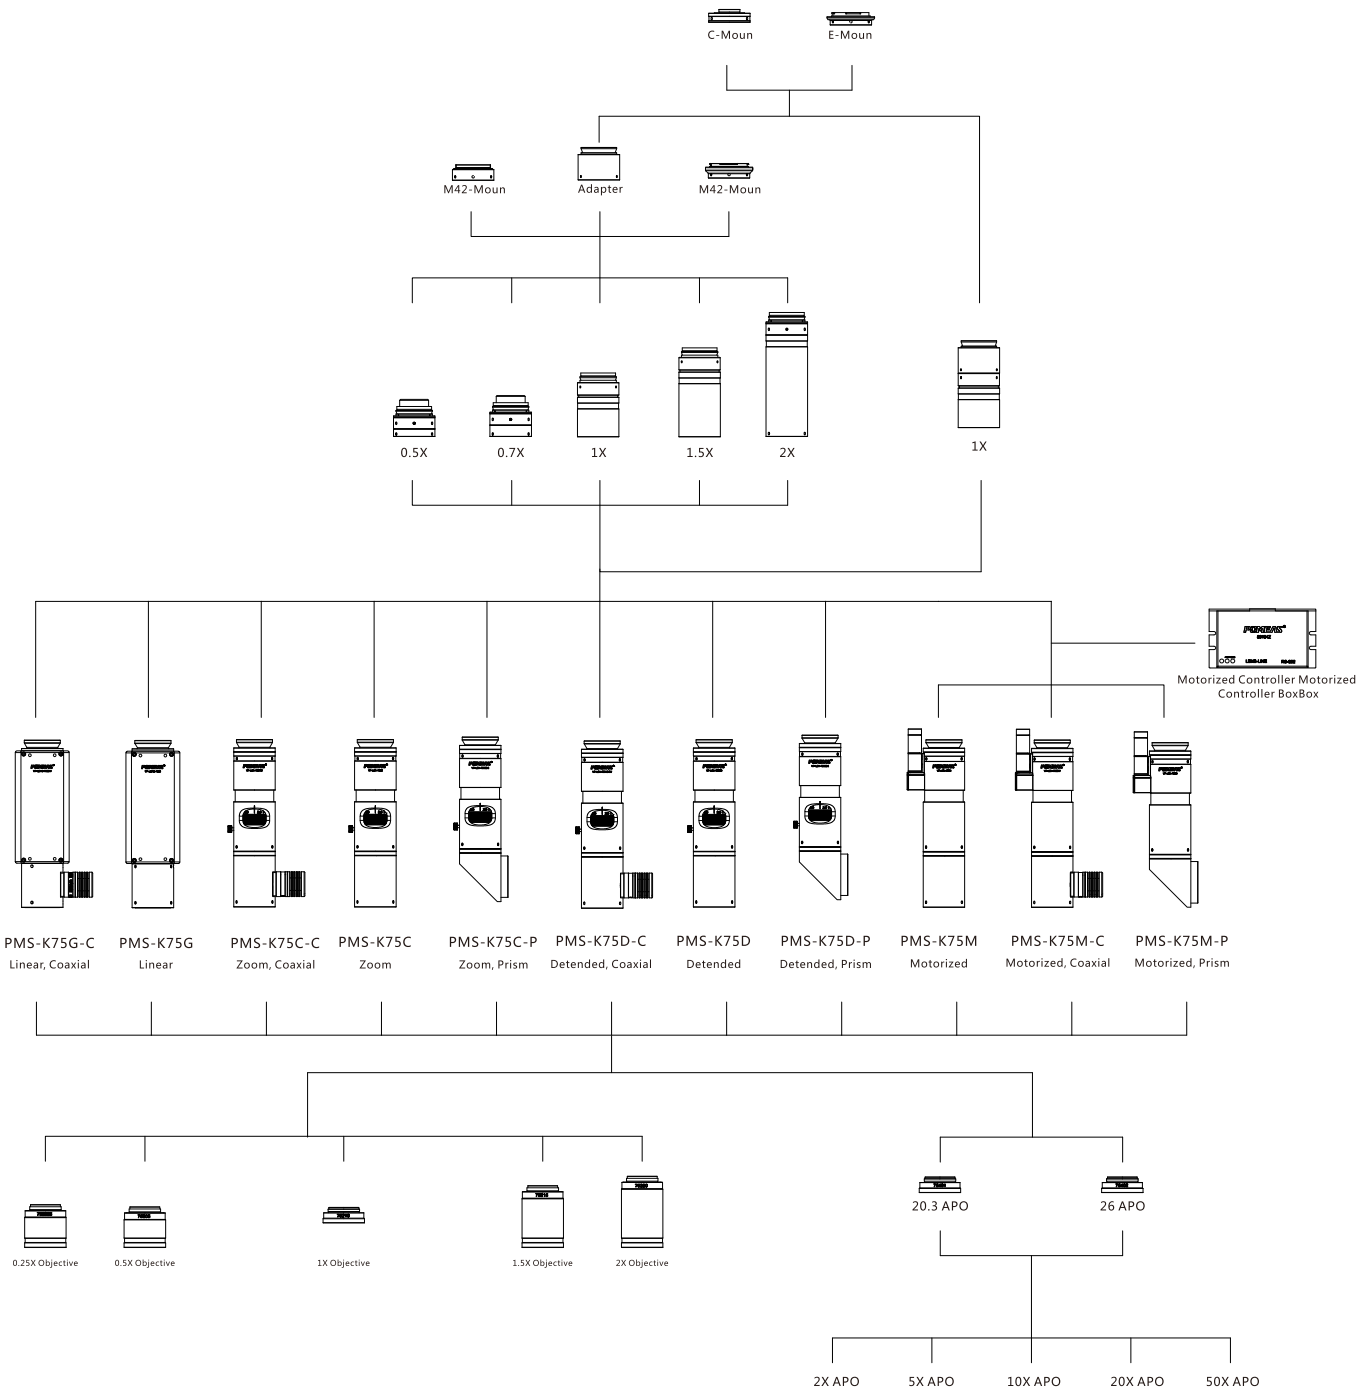 C-Moun
E-Moun
M42-Moun
Adapter
M42-Moun
0.5X
0.7X
1X
1.5X
2X
1X
POMEAS
Motorized Controller Motorized
Controller BoxBox
PMS-K75G-C
Linear, Coaxial
PMS-K75G
Linear
PMS-K75C-C
Zoom, Coaxial
PMS-K75C
Zoom
PMS-K75C-P
Zoom, Prism
PMS-K75D-C
Detended, Coaxial
PMS-K75D
Detended
PMS-K75D-P
Detended, Prism
PMS-K75M
Motorized
PMS-K75M-C
Motorized, Coaxial
PMS-K75M-P
Motorized, Prism
0.25X Objective
0.5X Objective
1X Objective
1.5X Objective
2X Objective
20.3 APO
26 APO
2X APO
5X APO
10X APO
20X APO
50X APO